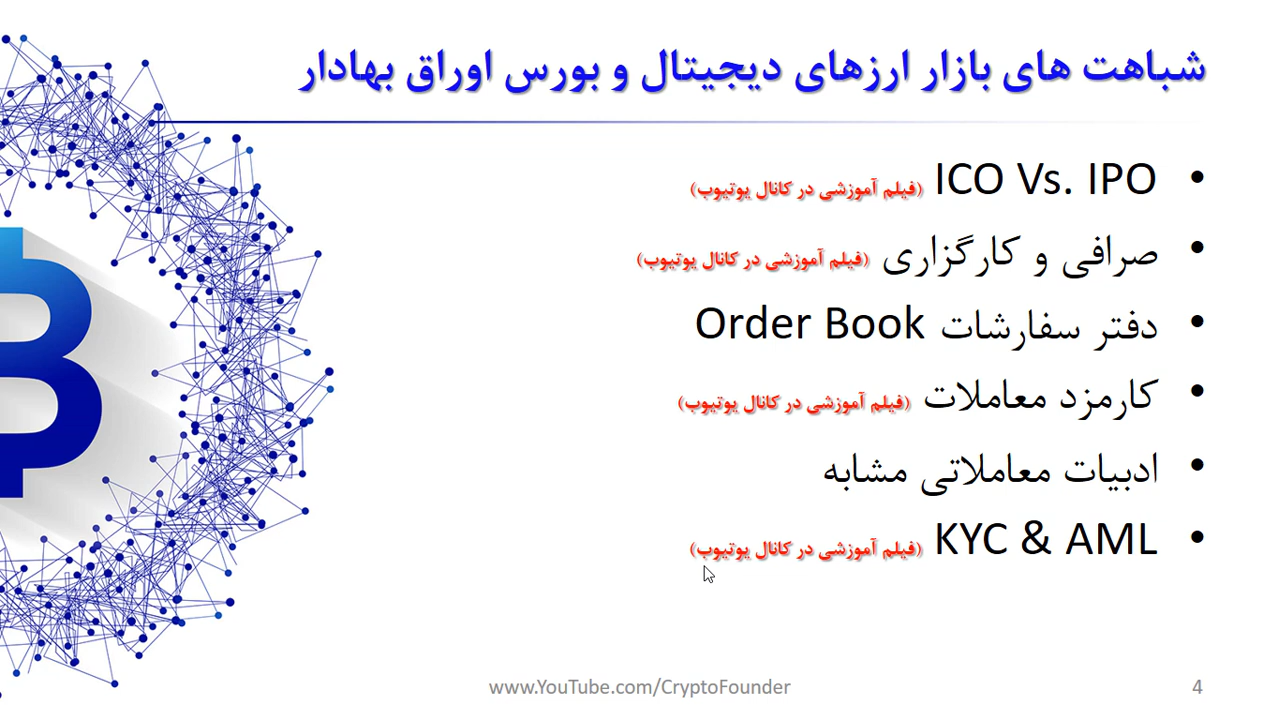 شباهت های بازار ارزهای دیجیتال و بورس اوراق بهادار
• ICO Vs. IPO (فیلم آموزشی در کانال یوتیوب)
• صرافی و کارگزاری (فیلم آموزشی در کانال یوتیوب)
• دفتر سفارشات Order Book
• کارمزد معاملات (فیلم آموزشی در کانال یوتیوب)
• ادبیات معاملاتی مشابه
• KYC & AML (فیلم آموزشی در کانال یوتیوب)
www.YouTube.com/CryptoFounder
4